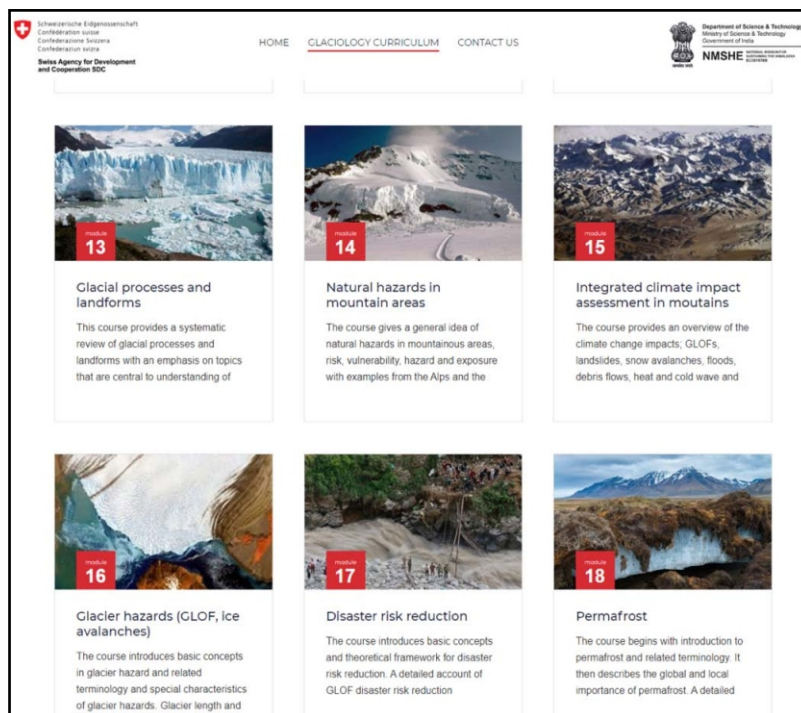 Schweizerische Eidgenossenschaft
Confédération suisse
Confederazione Svizzera
Confederaziun svizra
Swiss Agency for Development
and Cooperation SDC
HOME GLACIOLOGY CURRICULUM CONTACT US
Department of Science & Technology
Ministry of Science & Technology
Government of India
NMSHE
module
13
module
14
module
15
Glacial processes and
landforms
This course provides a systematic
review of glacial processes and
landforms with an emphasis on topics
that are central to understanding of
Natural hazards in
mountain areas
The course gives a general idea of
natural hazards in mountainous areas,
risk, vulnerability, hazard and exposure
with examples from the Alps and the
Integrated climate impact
assessment in moutains
The course provides an overview of the
climate change impacts; GLOFs,
landslides, snow avalanches, floods,
debris flows, heat and cold wave and
module
16
module
17
module
18
Glacier hazards (GLOF, ice
avalanches)
The course introduces basic concepts
in glacier hazard and related
terminology and special characteristics
of glacier hazards. Glacier length and
Disaster risk reduction
The course introduces basic concepts
and theoretical framework for disaster
risk reduction. A detailed account of
GLOF disaster risk reduction
Permafrost
The course begins with introduction to
permafrost and related terminology. It
then describes the global and local
importance of permafrost. A detailed